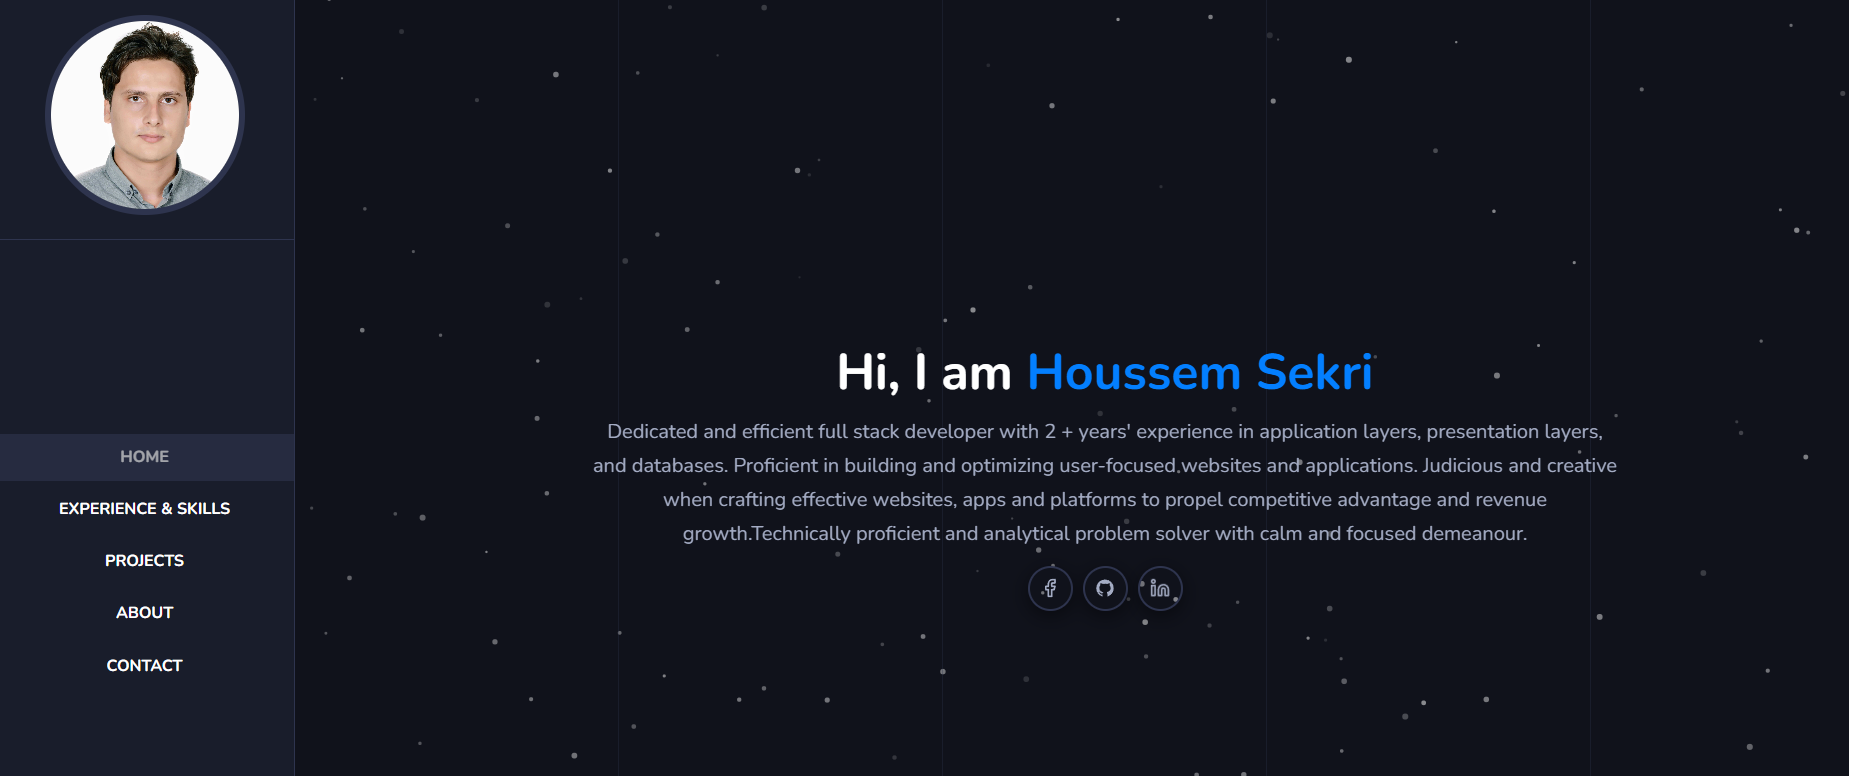 HOME
EXPERIENCE & SKILLS
PROJECTS
ABOUT
CONTACT
Hi, I am Houssem Sekri
Dedicated and efficient full stack developer with 2 + years' experience in application layers, presentation layers,
and databases. Proficient in building and optimizing user-focused websites and applications. Judicious and creative
when crafting effective websites, apps and platforms to propel competitive advantage and revenue
growth.Technically proficient and analytical problem solver with calm and focused demeanour.